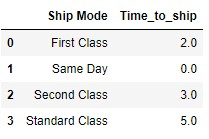 Ship Mode Time_to_ship
0 First Class 2.0
1 Same Day 0.0
2 Second Class 3.0
3 Standard Class 5.0